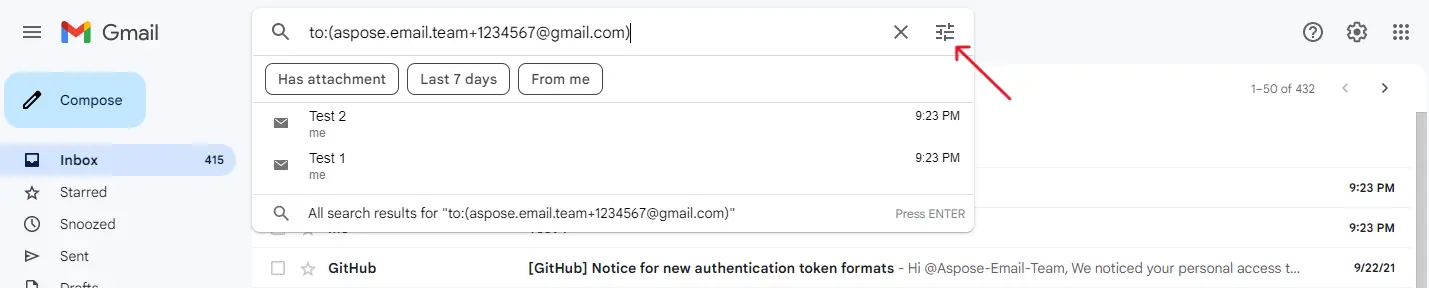 Gmail
to:(aspose.email.team+1234567@gmail.com)
Has attachment Last 7 days From me
1–50 of 432
Compose
Test 2 9:23 PM
me
Inbox 415
Test 1 9:23 PM
me
Starred
9:23 PM
All search results for "to:(aspose.email.team+1234567@gmail.com)" Press ENTER
Snoozed
9:23 PM
Sent
GitHub [GitHub] Notice for new authentication token formats - Hi @Aspose-Email-Team, We noticed your personal access t... 9/22/21
Drafts